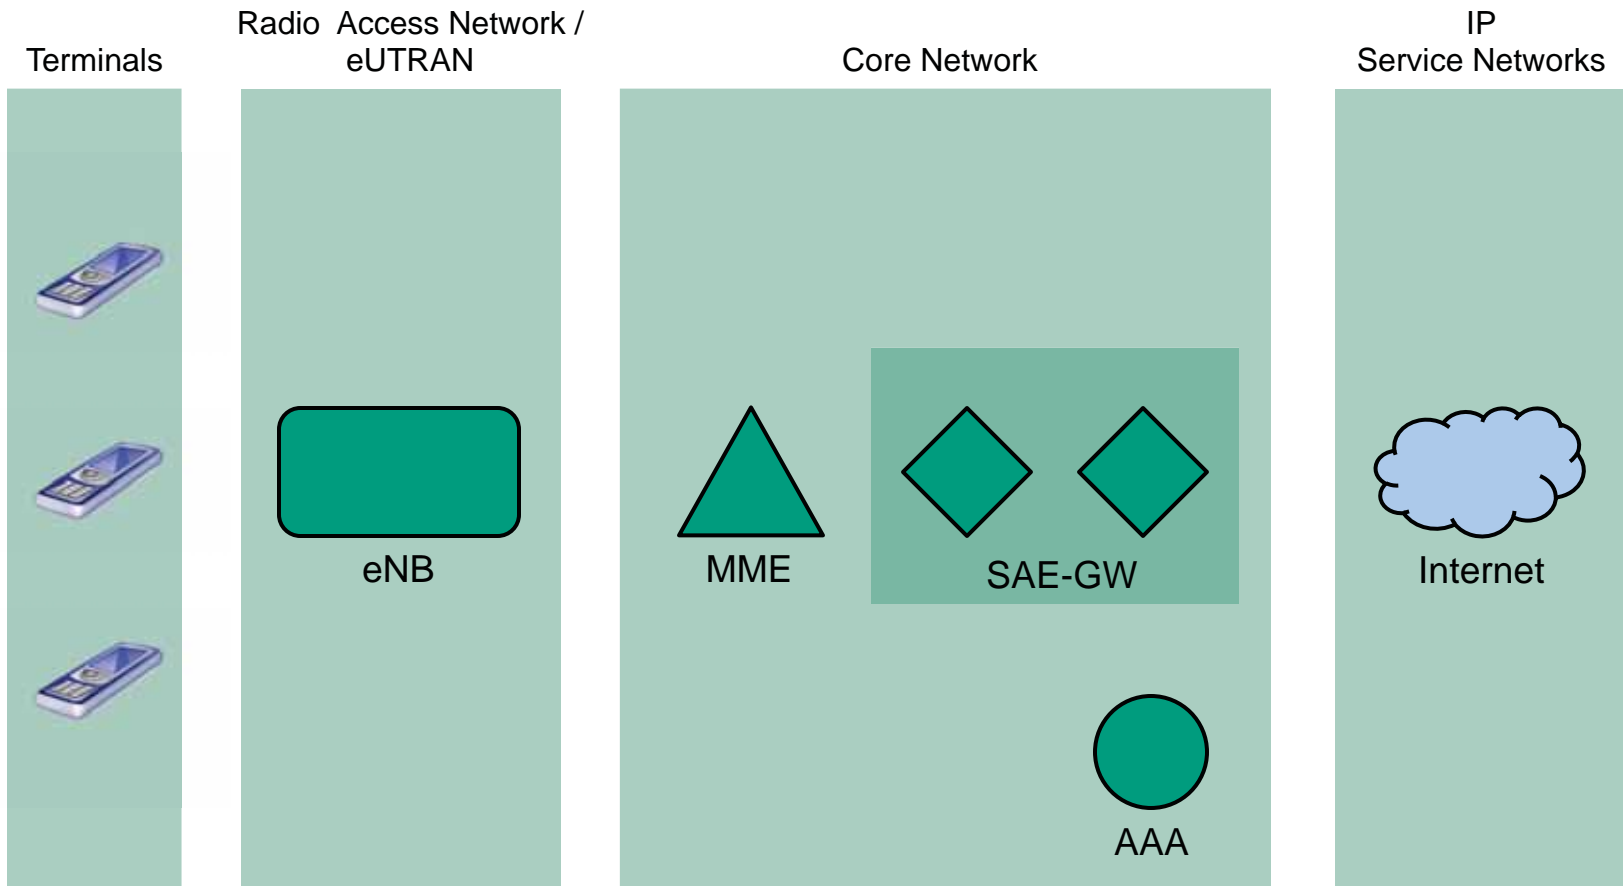 Terminals
Radio  Access Network /
eUTRAN
Core Network
IP
Service Networks
eNB
MME
SAE-GW
Internet
AAA